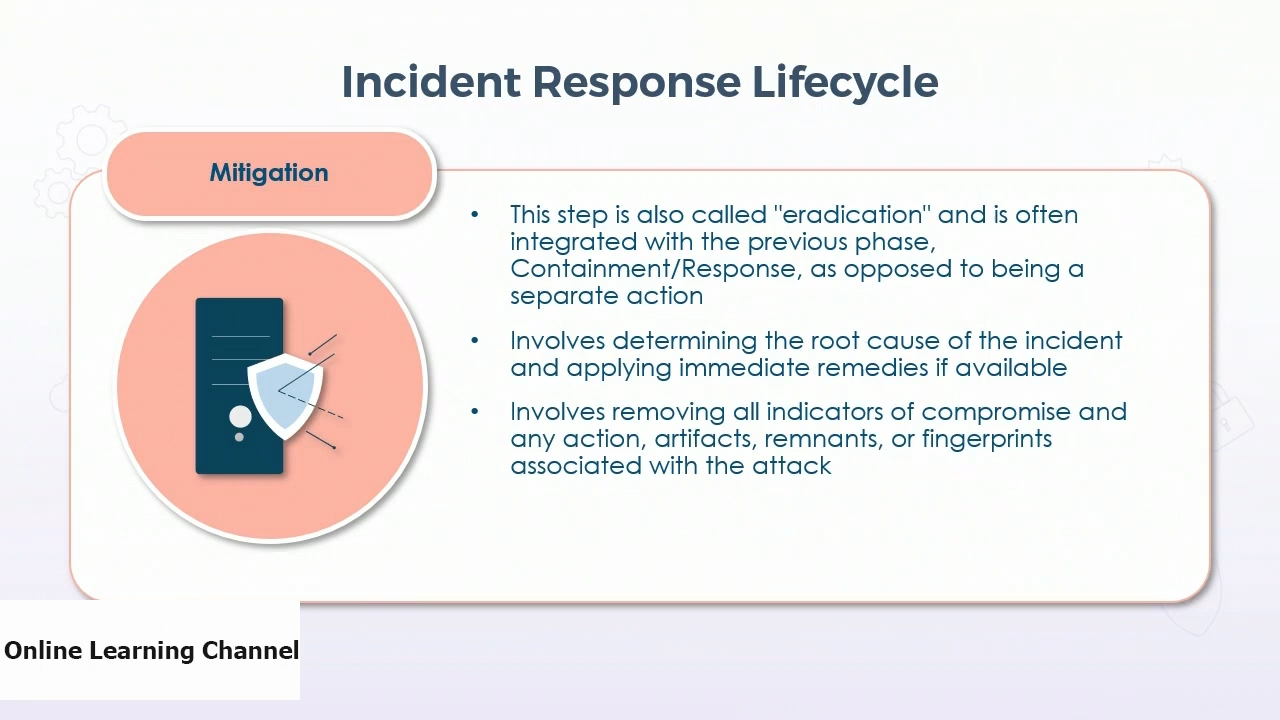 Incident Response Lifecycle
Mitigation
• This step is also called "eradication" and is often
integrated with the previous phase,
Containment/Response, as opposed to being a
separate action
• Involves determining the root cause of the incident
and applying immediate remedies if available
• Involves removing all indicators of compromise and
any action, artifacts, remnants, or fingerprints
associated with the attack
Online Learning Channel